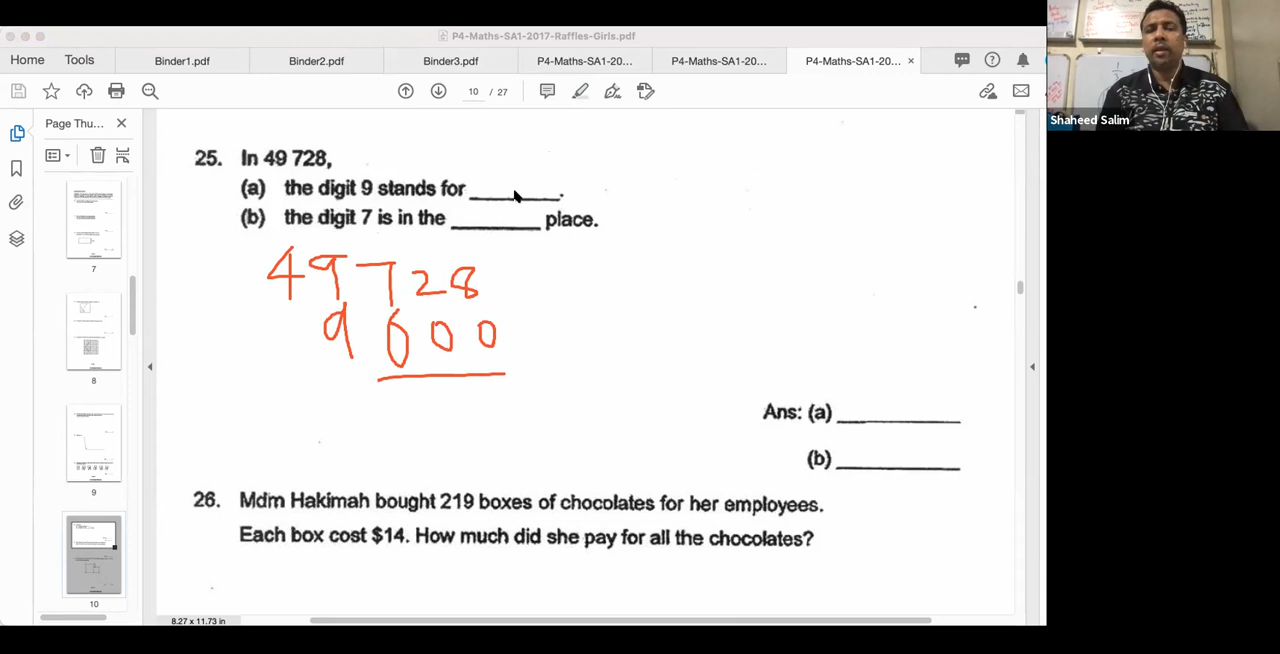 P4-Maths-SA1-2017-Raffles-Girls.pdf
Home Tools Binder1.pdf Binder2.pdf Binder3.pdf P4-Maths-SA1-20... P4-Maths-SA1-20... P4-Maths-SA1-20... ×
10 / 27
Page Thu... ×
7
8
9
10
25. In 49 728,
(a) the digit 9 stands for ________.
(b) the digit 7 is in the ________ place.
49728
9000
Ans: (a) ________
(b) ________
26. Mdm Hakimah bought 219 boxes of chocolates for her employees.
Each box cost $14. How much did she pay for all the chocolates?
8.27 x 11.73 in
Shaheed Salim